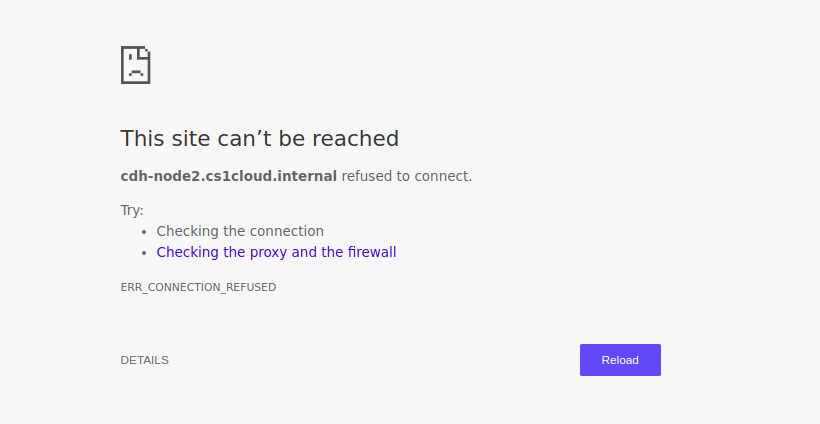 This site can’t be reached
cdh-node2.cs1cloud.internal refused to connect.
Try:
• Checking the connection
• Checking the proxy and the firewall
ERR_CONNECTION_REFUSED
DETAILS
Reload